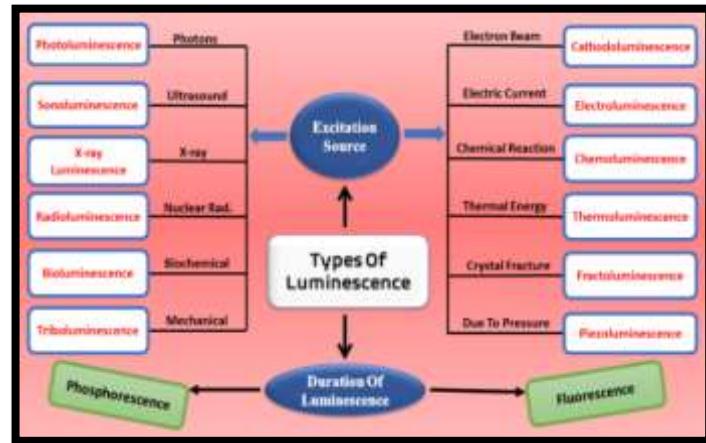 Photoluminescence
Photons
Sonoluminescence
Ultrasound
X-ray
Luminescence
X-ray
Radioluminescence
Nuclear Rad.
Bioluminescence
Biochemical
Triboluminescence
Mechanical
Excitation
Source
Types Of
Luminescence
Duration Of
Luminescence
Phosphorescence
Fluorescence
Electron Beam
Cathodoluminescence
Electric Current
Electroluminescence
Chemical Reaction
Chemoluminescence
Thermal Energy
Thermoluminescence
Crystal Fracture
Fractoluminescence
Due To Pressure
Piezoluminescence